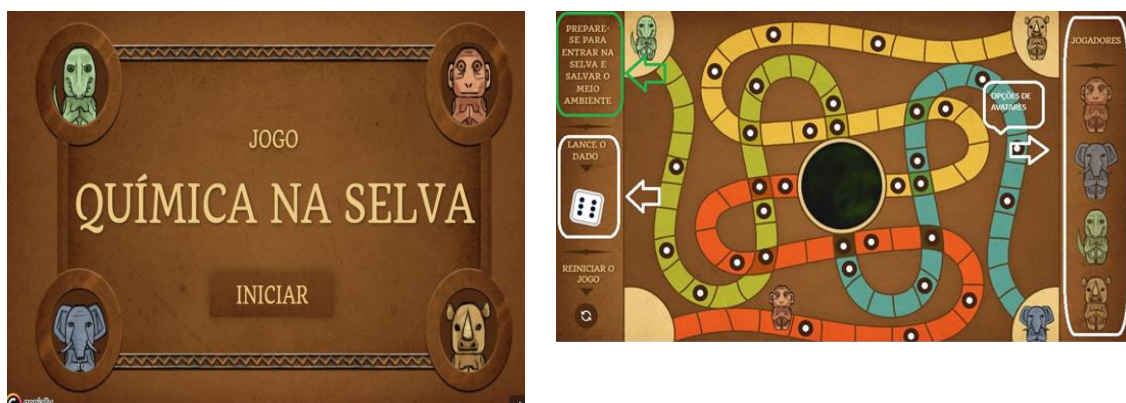 JOGO
QUÍMICA NA SELVA
INICIAR
genially
PREPARE-
SE PARA
ENTRAR NA
SELVA E
SALVAR O
MEIO
AMBIENTE
LANCE O
DADO
REINICIAR O
JOGO
OPÇÕES DE
AVATARES
JOGADORES